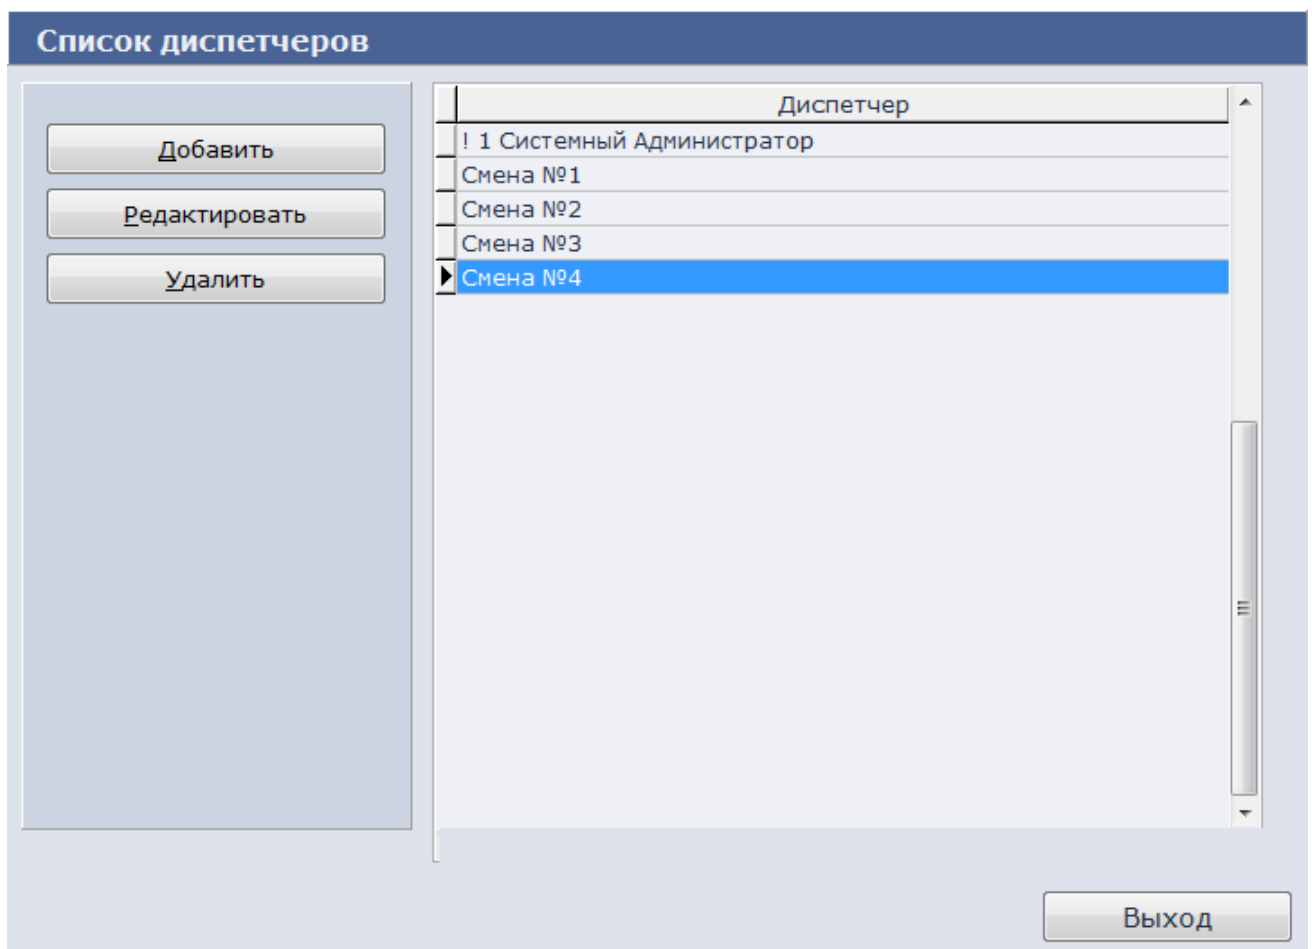 Список диспетчеров
Добавить
Редактировать
Удалить
Диспетчер
! 1 Системный Администратор
Смена №1
Смена №2
Смена №3
Смена №4
Выход